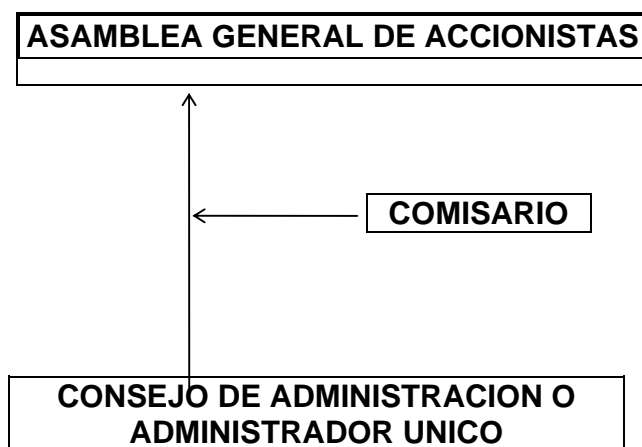 ASAMBLEA GENERAL DE ACCIONISTAS
COMISARIO
CONSEJO DE ADMINISTRACION O
ADMINISTRADOR UNICO